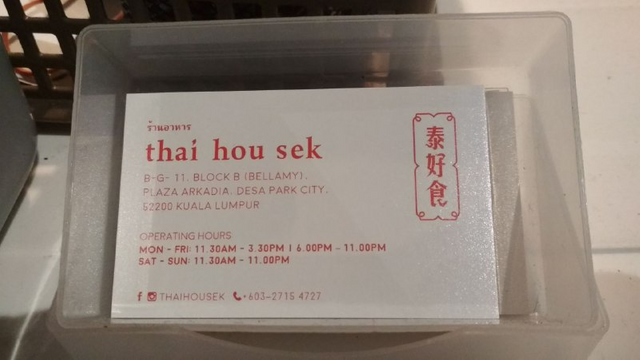 ร้านอาหาร
thai hou sek
B-G- 11. BLOCK B (BELLAMY).
PLAZA ARKADIA. DESA PARK CITY.
52200 KUALA LUMPUR
泰好食
OPERATING HOURS
MON - FRI: 11.30AM - 3.30PM I 6.00PM - 11.00PM
SAT - SUN: 11.30AM - 11.00PM
f THAIHOUSEK +603-2715 4727